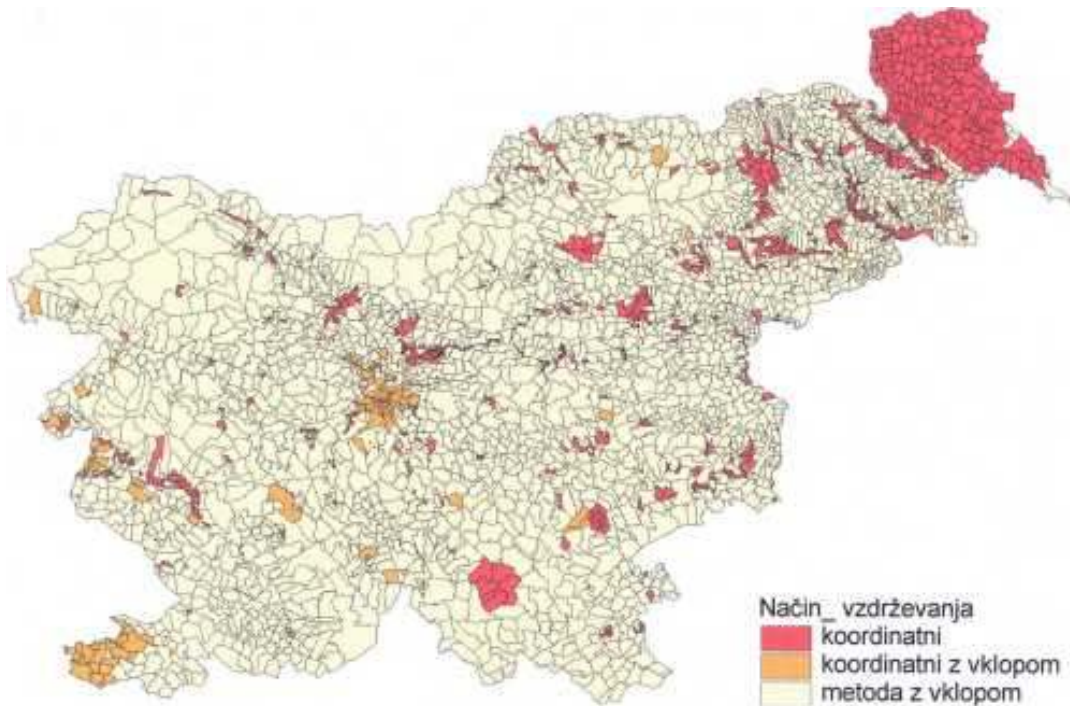 Način_ vzdrževanja
koordinatni
koordinatni z vklopom
metoda z vklopom